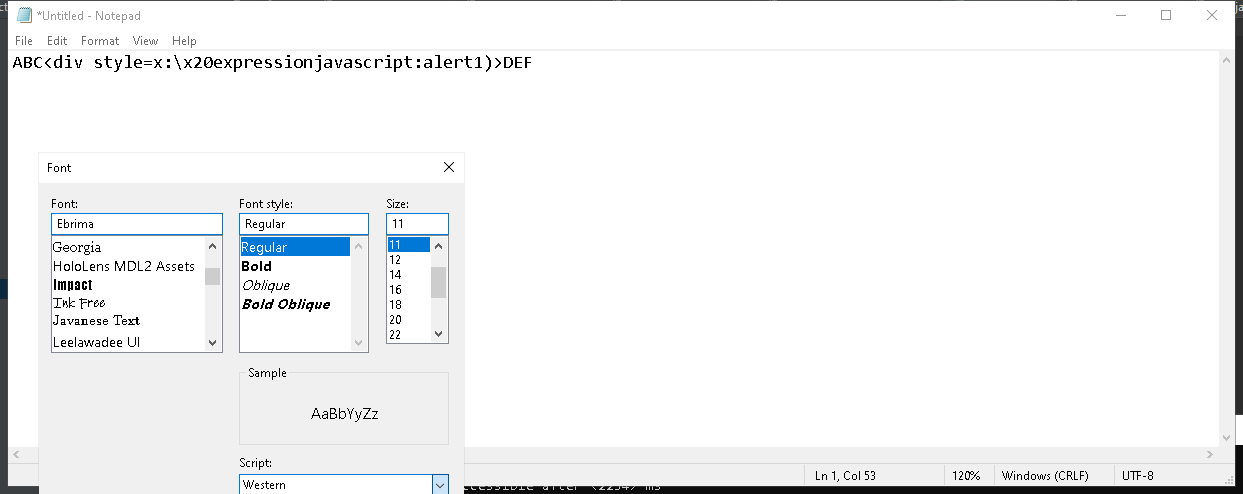 *Untitled - Notepad
File Edit Format View Help
ABC<div style=x:\x20expressionjavascript:alert1)>DEF
Font
Font: Font style: Size:
Ebrima Regular 11
Georgia Regular 11
HoloLens MDL2 Assets Bold 12
Impact Oblique 14
Ink Free Bold Oblique 16
Javanese Text 18
Leelawadee UI 20
22
Sample
AaBbYyZz
Script:
Western
Ln 1, Col 53 120% Windows (CRLF) UTF-8